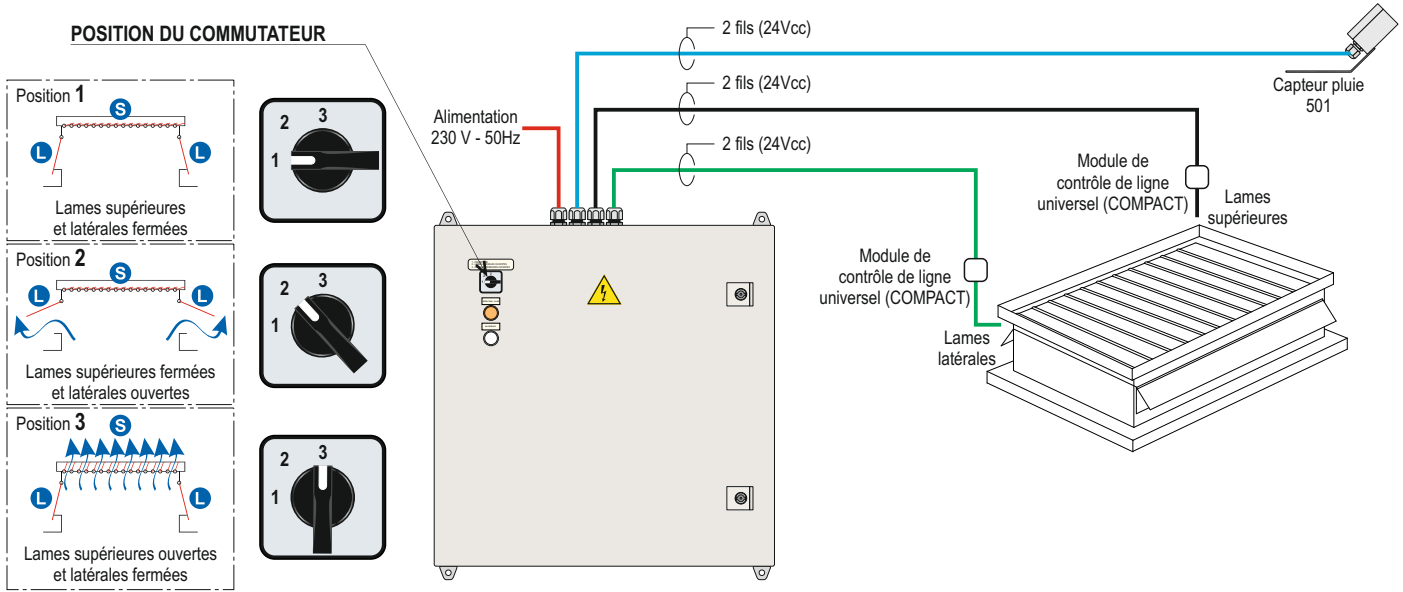 POSITION DU COMMUTATEUR
Position 1
S
L
L
Lames supérieures
et latérales fermées
1
2
3
Position 2
S
L
L
Lames supérieures fermées
et latérales ouvertes
1
2
3
Position 3
S
L
L
Lames supérieures ouvertes
et latérales fermées
1
2
3
Alimentation
230 V - 50Hz
2 fils (24Vcc)
2 fils (24Vcc)
2 fils (24Vcc)
Capteur pluie
501
Module de
contrôle de ligne
universel (COMPACT)
Lames
supérieures
Module de
contrôle de ligne
universel (COMPACT)
Lames
latérales